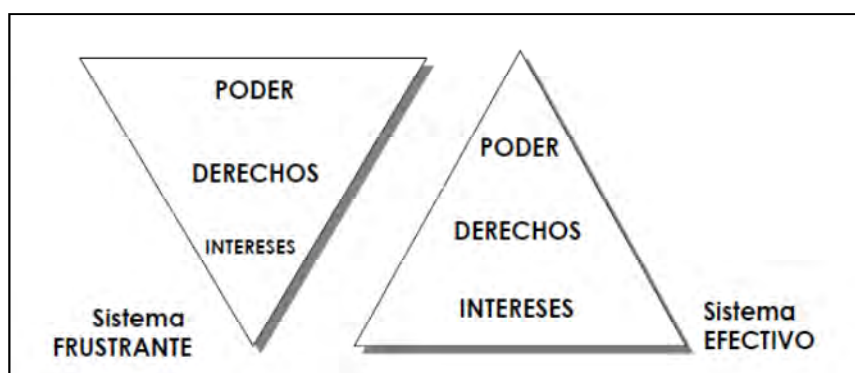 PODER
DERECHOS
INTERESES
Sistema
FRUSTRANTE
PODER
DERECHOS
INTERESES
Sistema
EFECTIVO